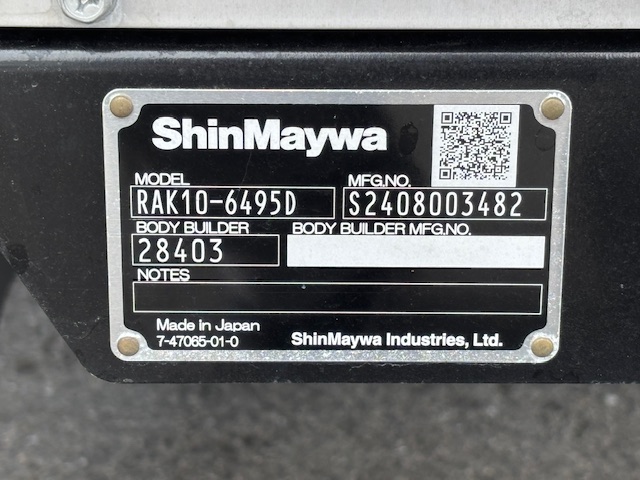 ShinMaywa
MODEL MFG.NO.
RAK10-6495D S2408003482
BODY BUILDER BODY BUILDER MFG.NO.
28403
NOTES
Made in Japan
7-47065-01-0 ShinMaywa Industries, Ltd.